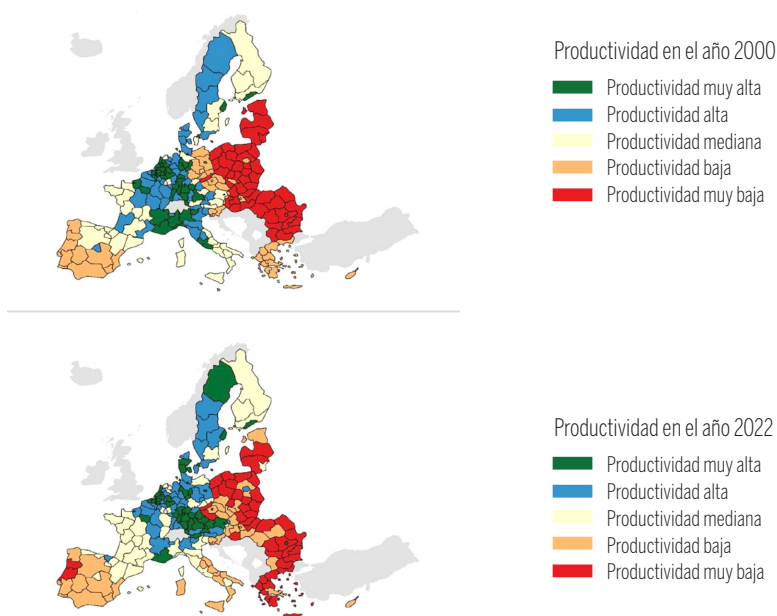 Productividad en el año 2000
Productividad muy alta
Productividad alta
Productividad mediana
Productividad baja
Productividad muy baja
Productividad en el año 2022
Productividad muy alta
Productividad alta
Productividad mediana
Productividad baja
Productividad muy baja